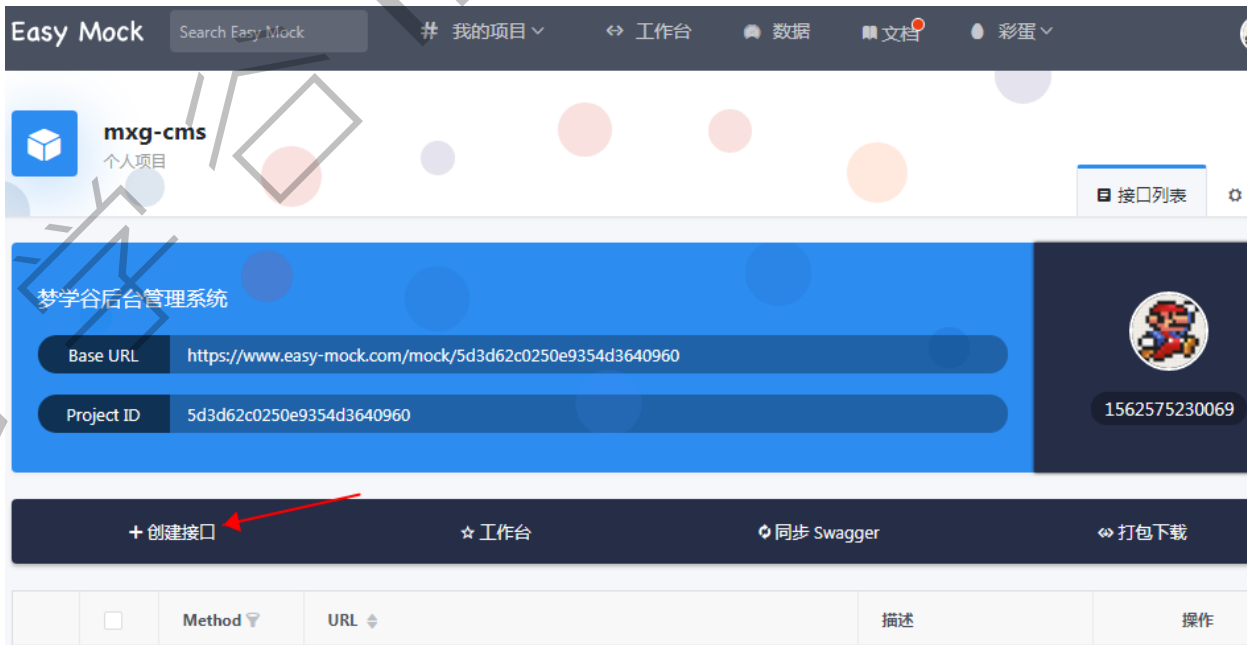 Easy Mock Search Easy Mock # 我的项目 工作台 数据 文档 彩蛋
mxg-cms
个人项目
接口列表
梦学谷后台管理系统
Base URL https://www.easy-mock.com/mock/5d3d62c0250e9354d3640960
Project ID 5d3d62c0250e9354d3640960
1562575230069
+ 创建接口 工作台 同步 Swagger 打包下载
Method URL 描述 操作